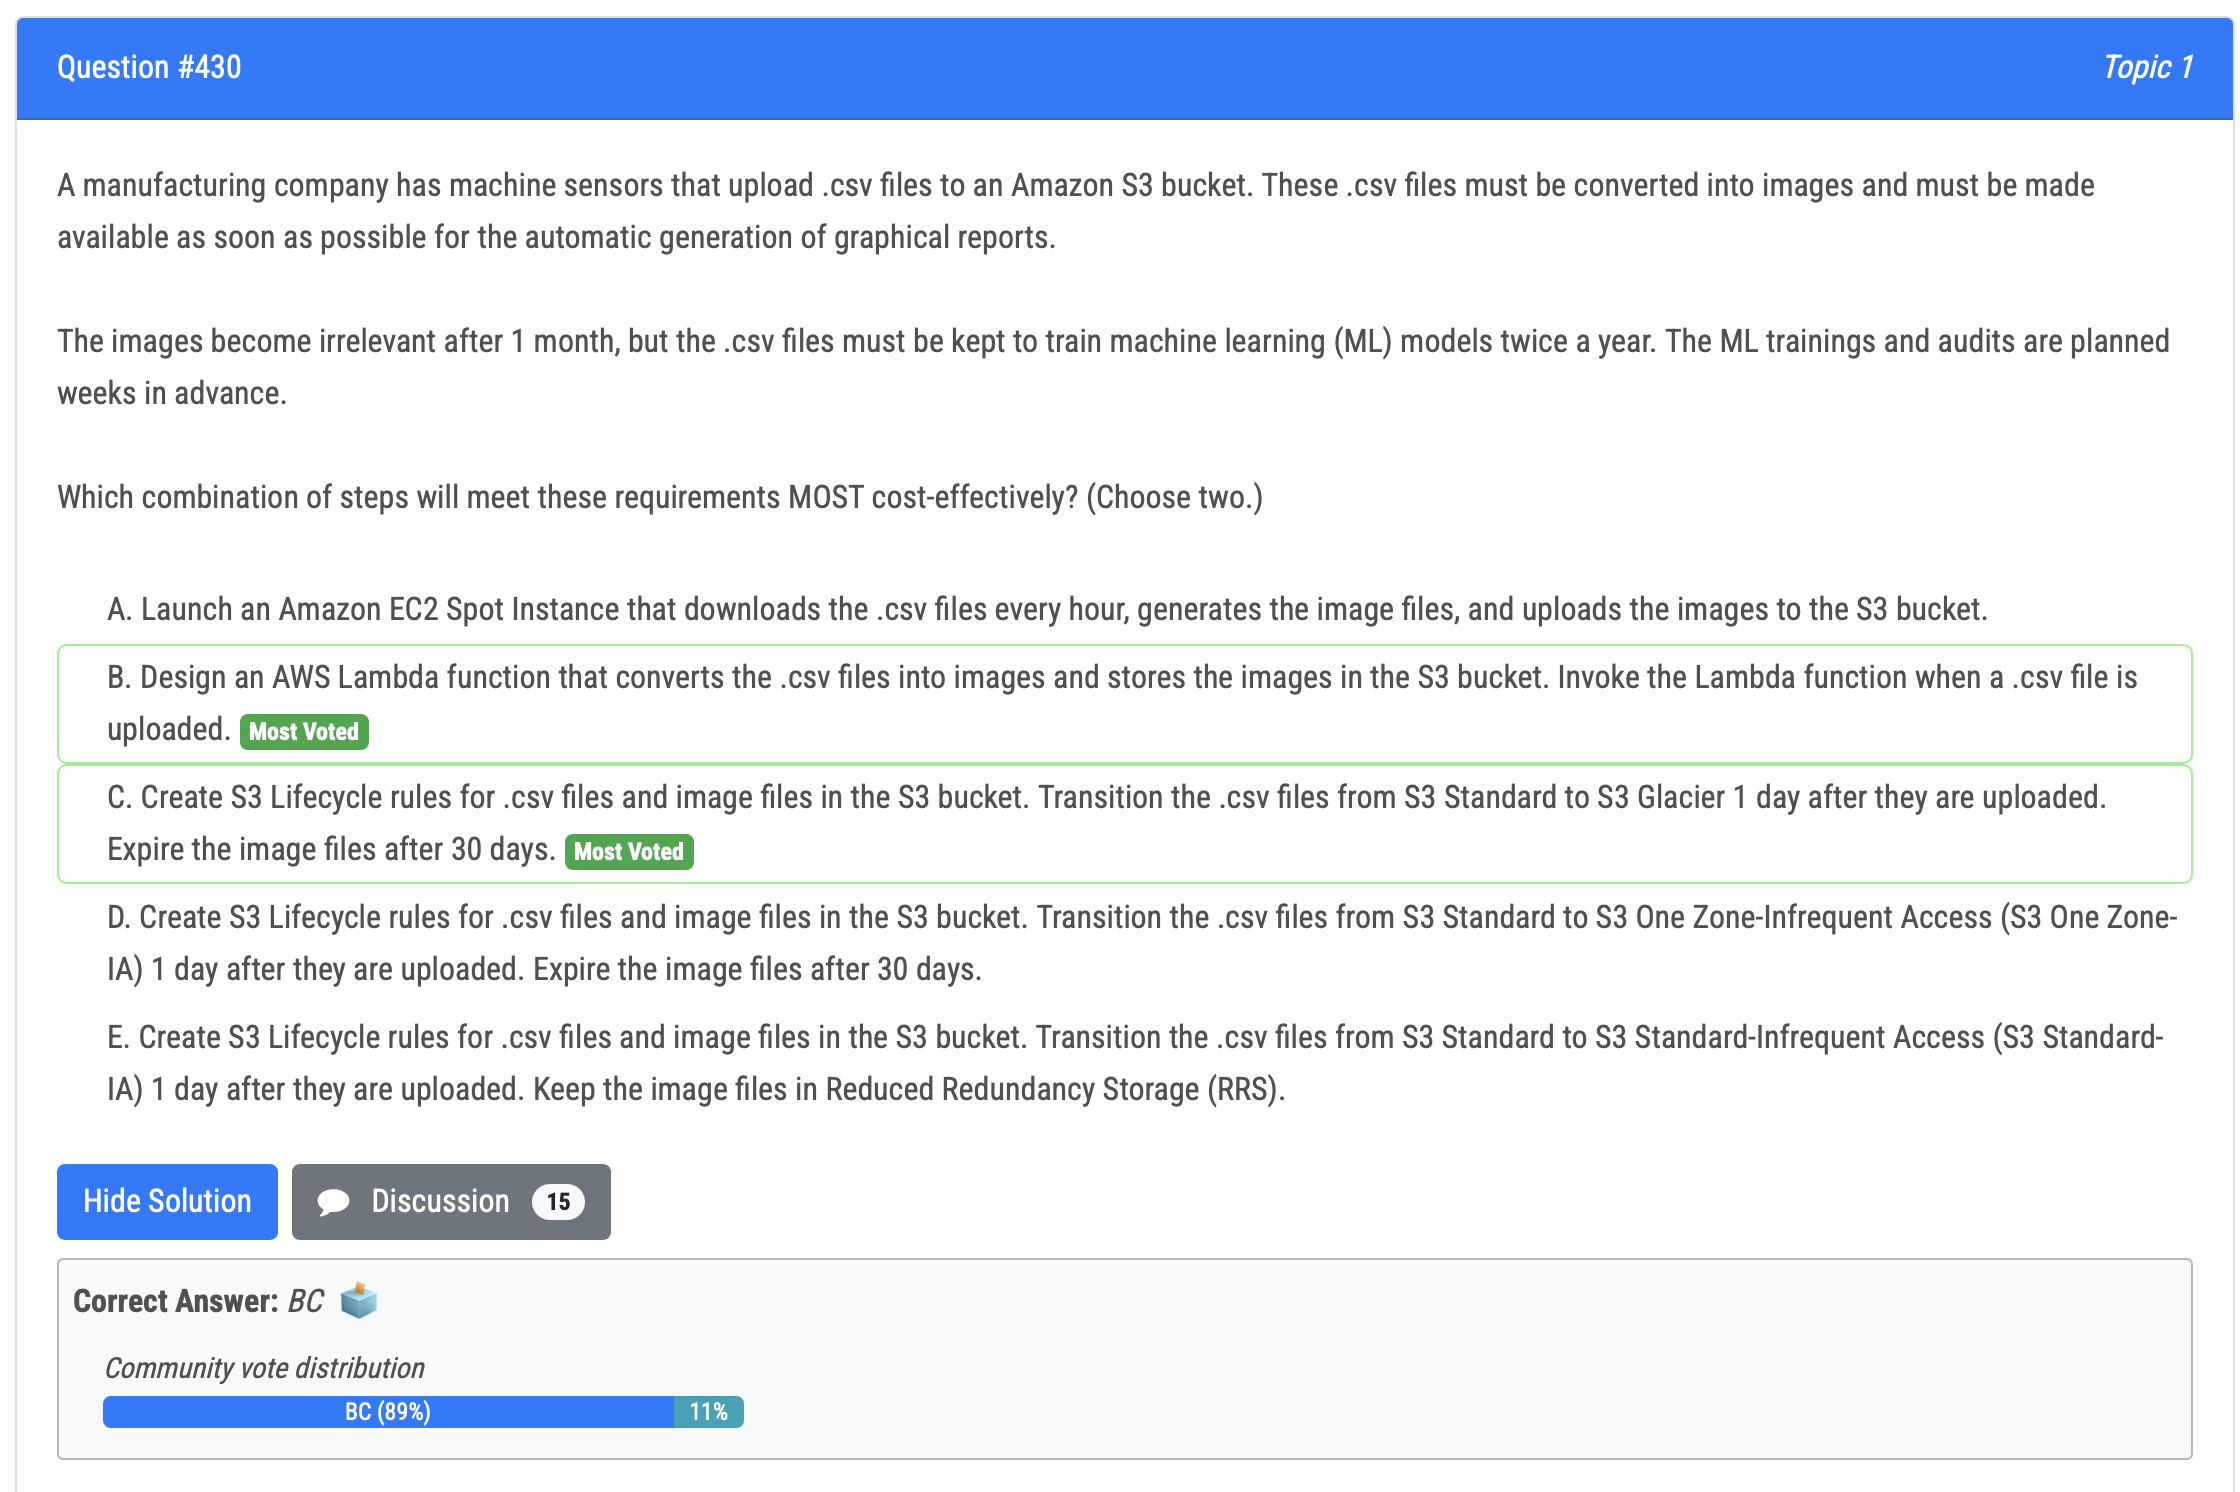 Question #430
Topic 1
A manufacturing company has machine sensors that upload .csv files to an Amazon S3 bucket. These .csv files must be converted into images and must be made
available as soon as possible for the automatic generation of graphical reports.
The images become irrelevant after 1 month, but the .csv files must be kept to train machine learning (ML) models twice a year. The ML trainings and audits are planned
weeks in advance.
Which combination of steps will meet these requirements MOST cost-effectively? (Choose two.)
A. Launch an Amazon EC2 Spot Instance that downloads the .csv files every hour, generates the image files, and uploads the images to the S3 bucket.
B. Design an AWS Lambda function that converts the .csv files into images and stores the images in the S3 bucket. Invoke the Lambda function when a .csv file is
uploaded. Most Voted
C. Create S3 Lifecycle rules for .csv files and image files in the S3 bucket. Transition the .csv files from S3 Standard to S3 Glacier 1 day after they are uploaded.
Expire the image files after 30 days. Most Voted
D. Create S3 Lifecycle rules for .csv files and image files in the S3 bucket. Transition the .csv files from S3 Standard to S3 One Zone-Infrequent Access (S3 One Zone-
IA) 1 day after they are uploaded. Expire the image files after 30 days.
E. Create S3 Lifecycle rules for .csv files and image files in the S3 bucket. Transition the .csv files from S3 Standard to S3 Standard-Infrequent Access (S3 Standard-
IA) 1 day after they are uploaded. Keep the image files in Reduced Redundancy Storage (RRS).
Hide Solution
Discussion 15
Correct Answer: BC
Community vote distribution
BC (89%)
11%